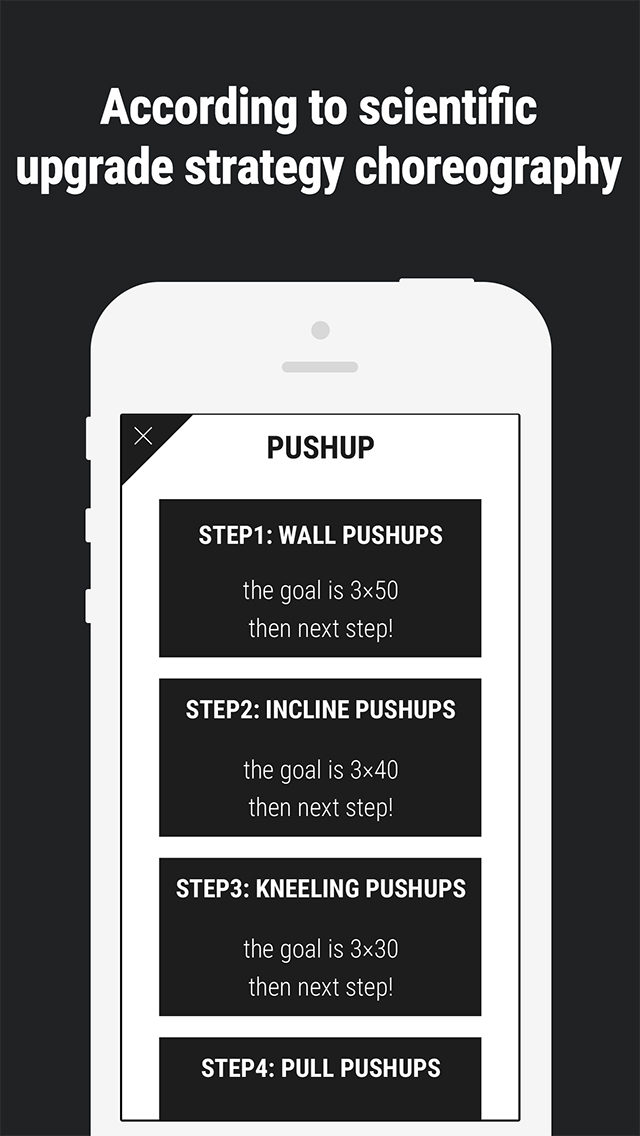 According to scientific
upgrade strategy choreography
PUSHUP
STEP1: WALL PUSHUPS
the goal is 3×50
then next step!
STEP2: INCLINE PUSHUPS
the goal is 3×40
then next step!
STEP3: KNEELING PUSHUPS
the goal is 3×30
then next step!
STEP4: PULL PUSHUPS